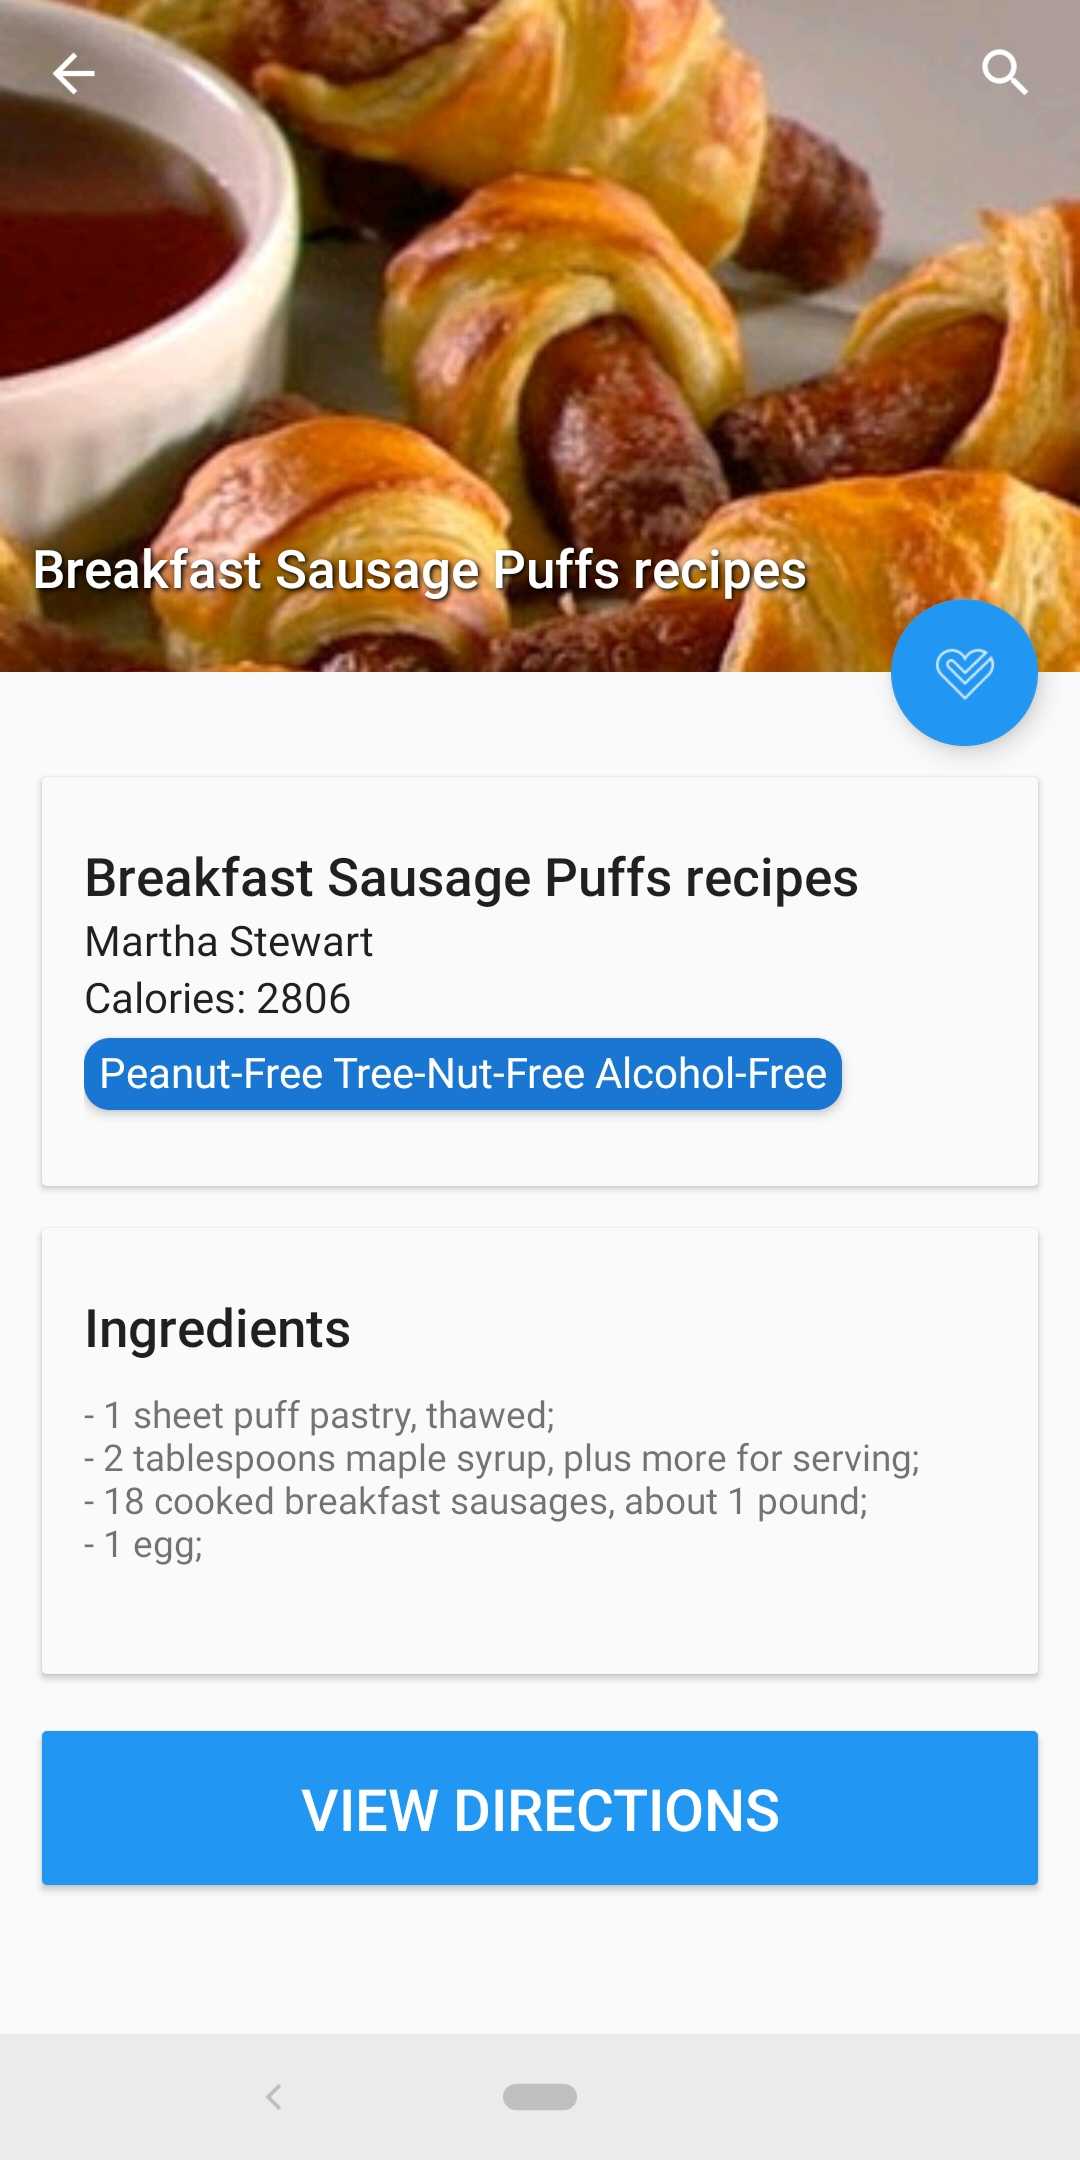 Breakfast Sausage Puffs recipes
Breakfast Sausage Puffs recipes
Martha Stewart
Calories: 2806
Peanut-Free Tree-Nut-Free Alcohol-Free
Ingredients
- 1 sheet puff pastry, thawed;
- 2 tablespoons maple syrup, plus more for serving;
- 18 cooked breakfast sausages, about 1 pound;
- 1 egg;
VIEW DIRECTIONS